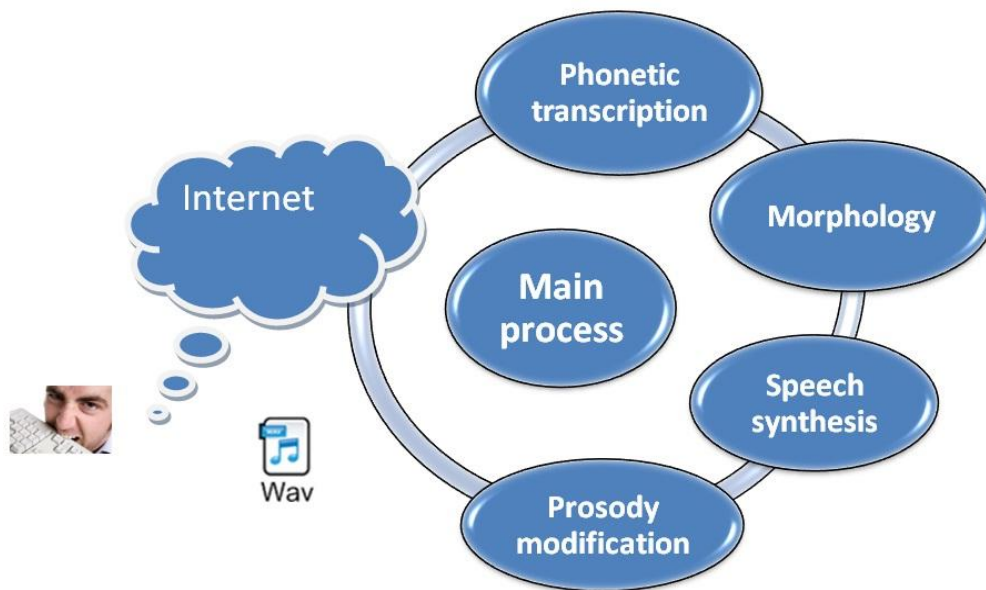 Phonetic
transcription
Internet
Morphology
Main
process
Speech
synthesis
Wav
Prosody
modification